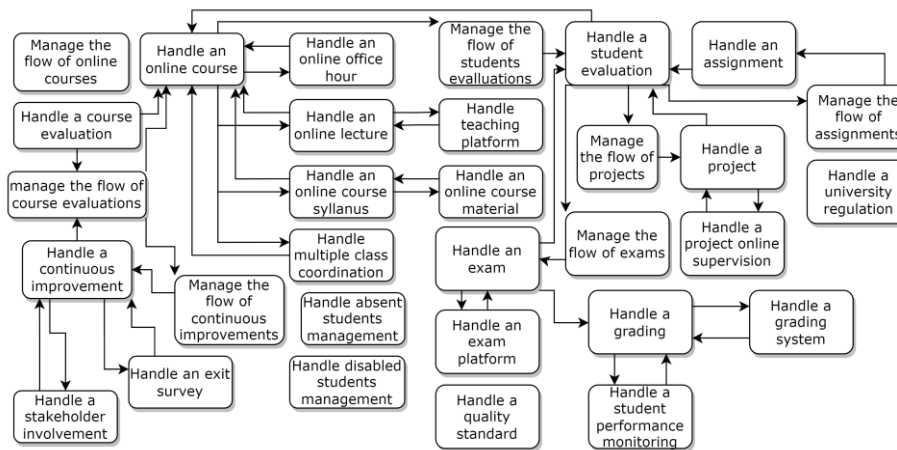 Manage the
flow of online
courses
Handle an
online course
Handle an
online office
hour
Manage the
flow of students
evalluations
Handle a
student
evaluation
Handle an
assignment
Handle a course
evaluation
Handle an
online lecture
Handle
teaching
platform
Manage the
flow of
projects
Handle a
project
Manage the
flow of
assignments
manage the flow of
course evaluations
Handle an
online course
syllanus
Handle an
online course
material
Handle a
university
regulation
Handle a
continuous
improvement
Manage
the flow of
continuous
improvements
Handle
multiple class
coordination
Handle an
exam
Manage the
flow of exams
Handle a
project online
supervision
Handle absent
students
management
Handle an
exam
platform
Handle a
grading
Handle a
grading
system
Handle an exit
survey
Handle disabled
students
management
Handle a
stakeholder
involvement
Handle a
quality
standard
Handle a
student
performance
monitoring